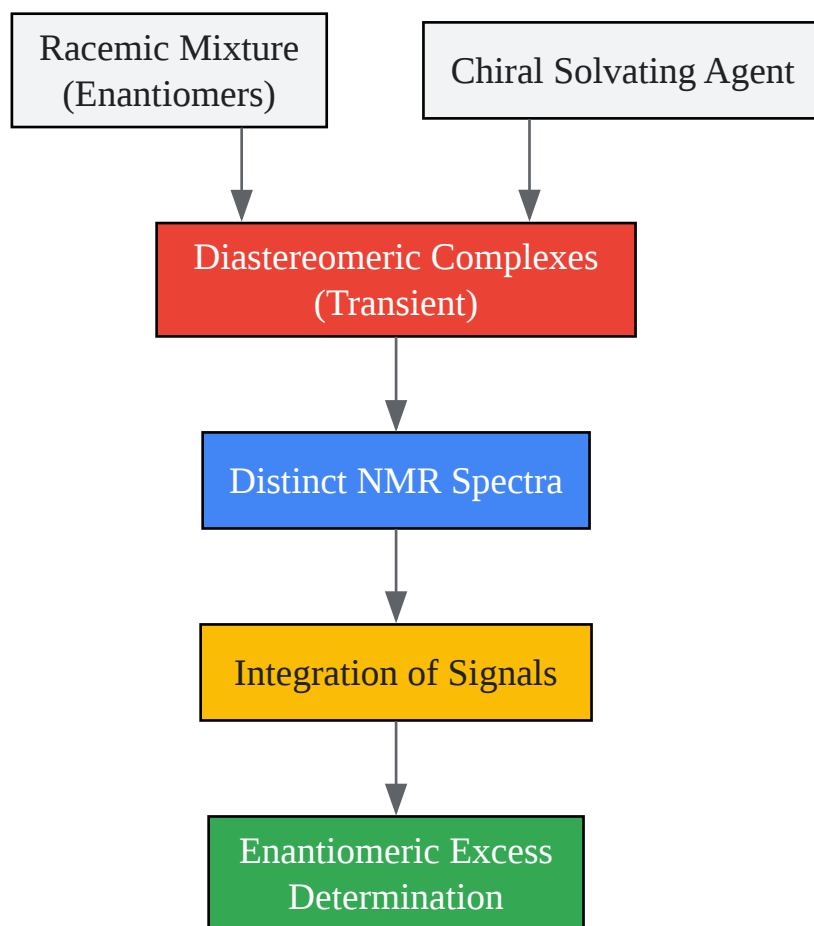 Racemic Mixture
(Enantiomers)
Chiral Solvating Agent
Diastereomeric Complexes
(Transient)
Distinct NMR Spectra
Integration of Signals
Enantiomeric Excess
Determination